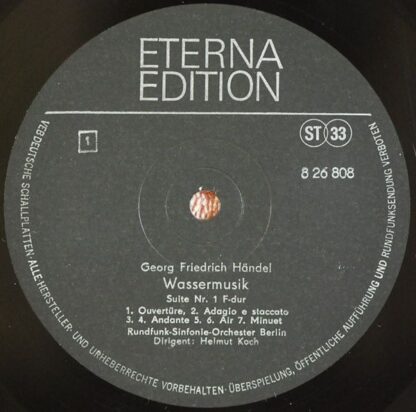 ETERNA
EDITION
ST 33
1
8 26 808
Georg Friedrich Händel
Wassermusik
Suite Nr. 1 F-dur
1. Ouvertüre, 2. Adagio e staccato
3. 4. Andante 5. 6. Air 7. Minuet
Rundfunk-Sinfonie-Orchester Berlin
Dirigent: Helmut Koch
VEB DEUTSCHE SCHALLPLATTEN · ALLE HERSTELLER- UND URHEBERRECHTE VORBEHALTEN · ÜBERSPIELUNG, ÖFFENTLICHE AUFFÜHRUNG UND RUNDFUNKSENDUNG VERBOTEN